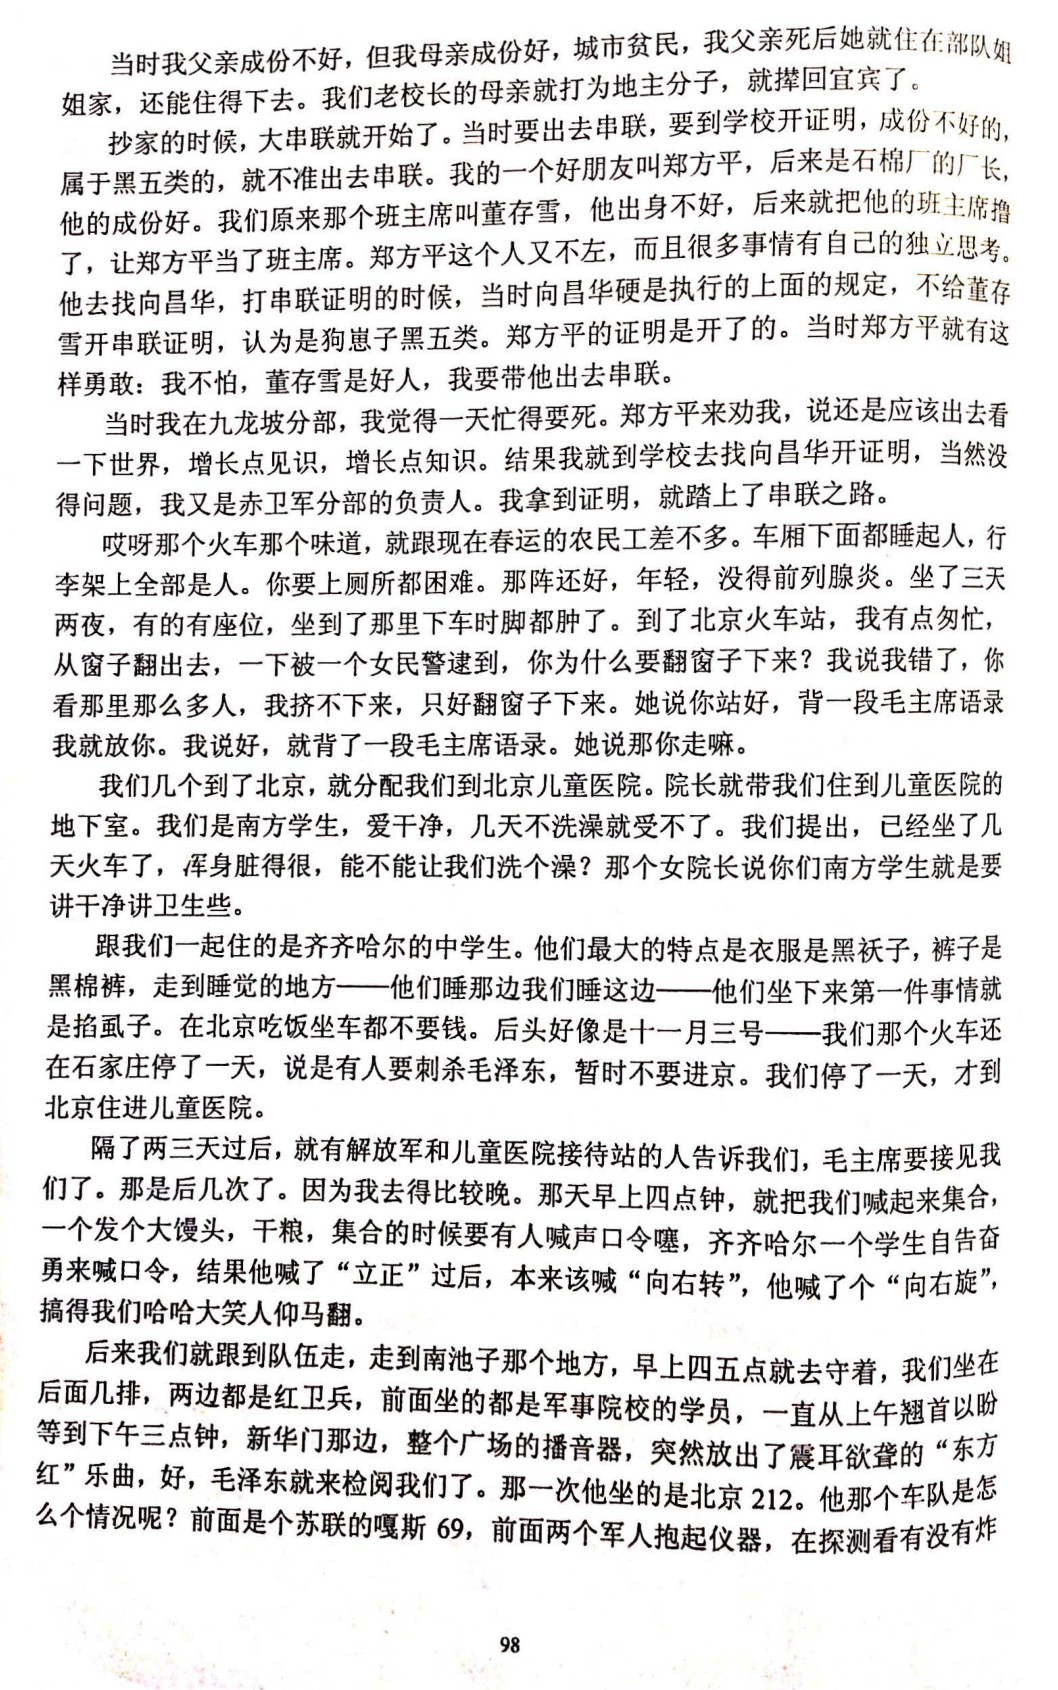 当时我父亲成份不好，但我母亲成份好，城市贫民，我父亲死后她就住在部队姐
姐家，还能住得下去。我们老校长的母亲就打为地主分子，就撵回宜宾了。
抄家的时候，大串联就开始了。当时要出去串联，要到学校开证明，成份不好的，
属于黑五类的，就不准出去串联。我的一个好朋友叫郑方平，后来是石棉厂的厂长，
他的成份好。我们原来那个班主席叫董存雪，他出身不好，后来就把他的班主席撸
了，让郑方平当了班主席。郑方平这个人又不左，而且很多事情有自己的独立思考。
他去找向昌华，打串联证明的时候，当时向昌华硬是执行的上面的规定，不给董存
雪开串联证明，认为是狗崽子黑五类。郑方平的证明是开了的。当时郑方平就有这
样勇敢：我不怕，董存雪是好人，我要带他出去串联。
当时我在九龙坡分部，我觉得一天忙得要死。郑方平来劝我，说还是应该出去看
一下世界，增长点见识，增长点知识。结果我就到学校去找向昌华开证明，当然没
得问题，我又是赤卫军分部的负责人。我拿到证明，就踏上了串联之路。
哎呀那个火车那个味道，就跟现在春运的农民工差不多。车厢下面都睡起人，行
李架上全部是人。你要上厕所都困难。那阵还好，年轻，没得前列腺炎。坐了三天
两夜，有的有座位，坐到了那里下车时脚都肿了。到了北京火车站，我有点匆忙，
从窗子翻出去，一下被一个女民警逮到，你为什么要翻窗子下来？我说我错了，你
看那里那么多人，我挤不下来，只好翻窗子下来。她说你站好，背一段毛主席语录
我就放你。我说好，就背了一段毛主席语录。她说那你走嘛。
我们几个到了北京，就分配我们到北京儿童医院。院长就带我们住到儿童医院的
地下室。我们是南方学生，爱干净，几天不洗澡就受不了。我们提出，已经坐了几
天火车了，浑身脏得很，能不能让我们洗个澡？那个女院长说你们南方学生就是要
讲干净讲卫生些。
跟我们一起住的是齐齐哈尔的中学生。他们最大的特点是衣服是黑袄子，裤子是
黑棉裤，走到睡觉的地方——他们睡那边我们睡这边——他们坐下来第一件事情就
是掐虱子。在北京吃饭坐车都不要钱。后头好像是十一月三号——我们那个火车还
在石家庄停了一天，说是有人要刺杀毛泽东，暂时不要进京。我们停了一天，才到
北京住进儿童医院。
隔了两三天过后，就有解放军和儿童医院接待站的人告诉我们，毛主席要接见我
们了。那是后几次了。因为我去得比较晚。那天早上四点钟，就把我们喊起来集合，
一个发个大馒头，干粮，集合的时候要有人喊声口令噻，齐齐哈尔一个学生自告奋
勇来喊口令，结果他喊了“立正”过后，本来该喊“向右转”，他喊了个“向右旋”，
搞得我们哈哈大笑人仰马翻。
后来我们就跟到队伍走，走到南池子那个地方，早上四五点就去守着，我们坐在
后面几排，两边都是红卫兵，前面坐的都是军事院校的学员，一直从上午翘首以盼
等到下午三点钟，新华门那边，整个广场的播音器，突然放出了震耳欲聋的“东方
红”乐曲，好，毛泽东就来检阅我们了。那一次他坐的是北京 212。他那个车队是怎
么个情况呢？前面是个苏联的嘎斯 69，前面两个军人抱起仪器，在探测看有没有炸
98